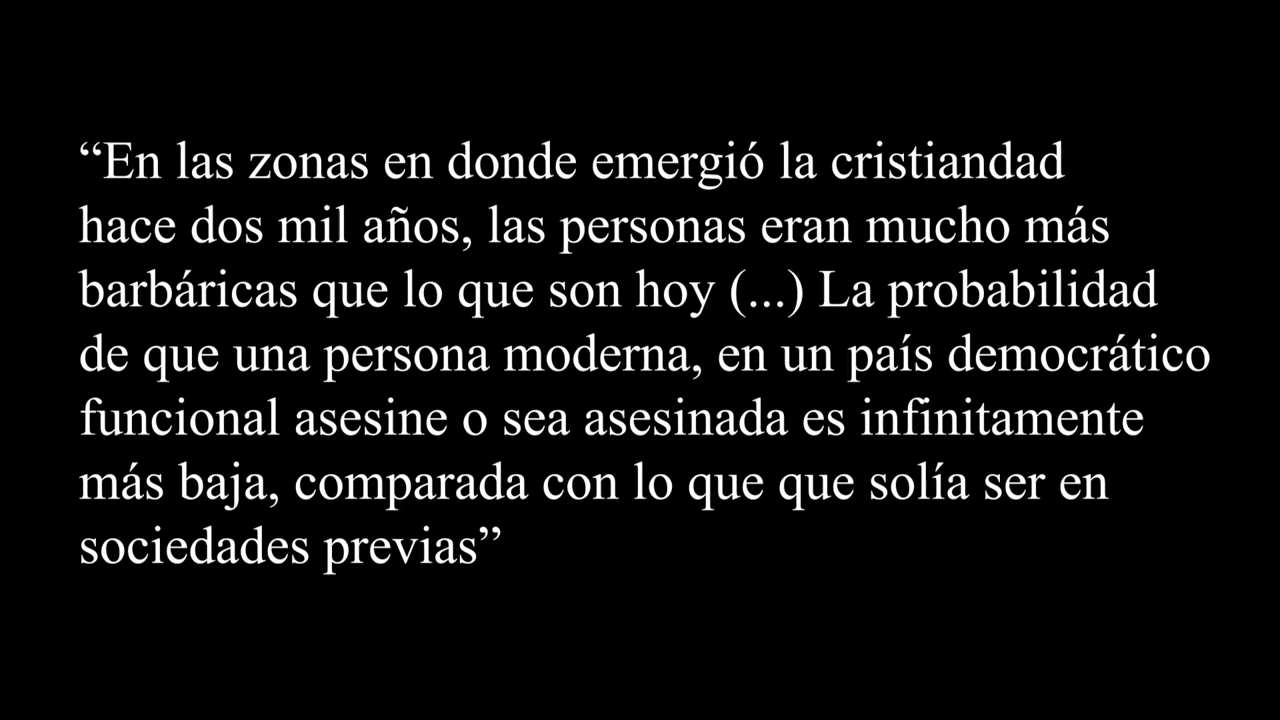 “En las zonas en donde emergió la cristiandad
hace dos mil años, las personas eran mucho más
barbáricas que lo que son hoy (...) La probabilidad
de que una persona moderna, en un país democrático
funcional asesine o sea asesinada es infinitamente
más baja, comparada con lo que que solía ser en
sociedades previas”